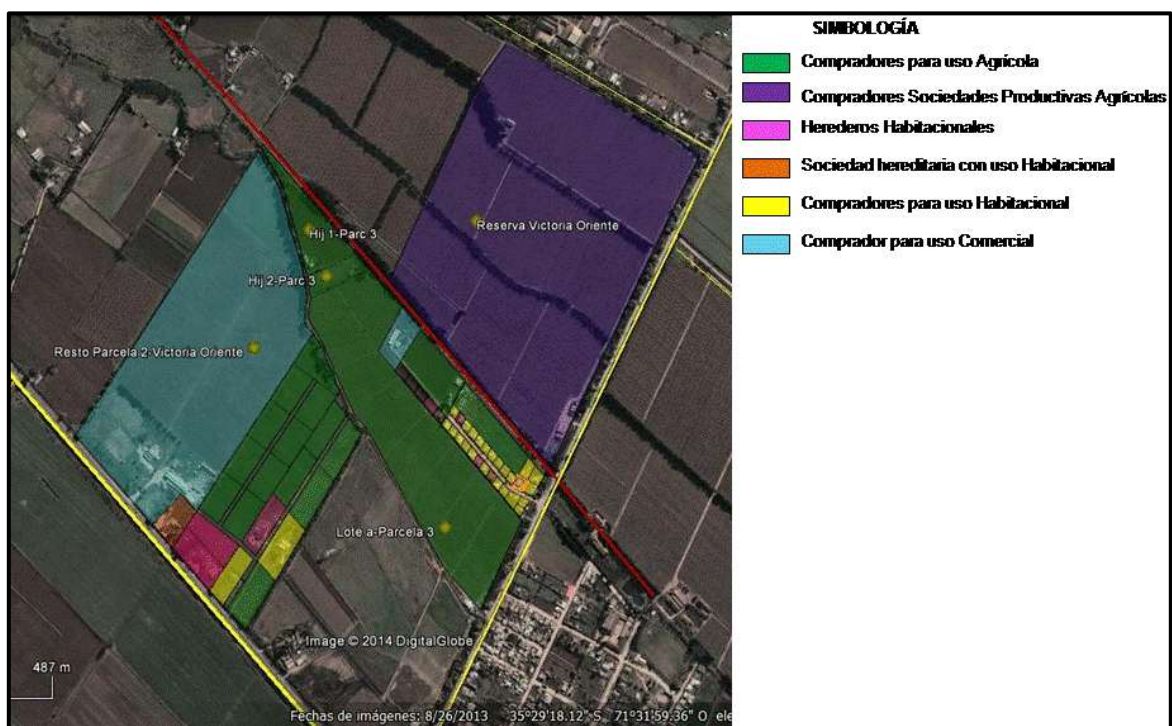 SIMBOLOGÍA
Compradores para uso Agrícola
Compradores Sociedades Productivas Agrícolas
Herederos Habitacionales
Sociedad hereditaria con uso Habitacional
Compradores para uso Habitacional
Comprador para uso Comercial
Reserva Victoria Oriente
Hij 1-Parc 3
Hij 2-Parc 3
Resto Parcela 2-Victoria Oriente
Lote a-Parcela 3
Image © 2014 DigitalGlobe
487 m
Fechas de imágenes: 8/26/2013 35°29'18.12" S 71°31'59.36" O ele